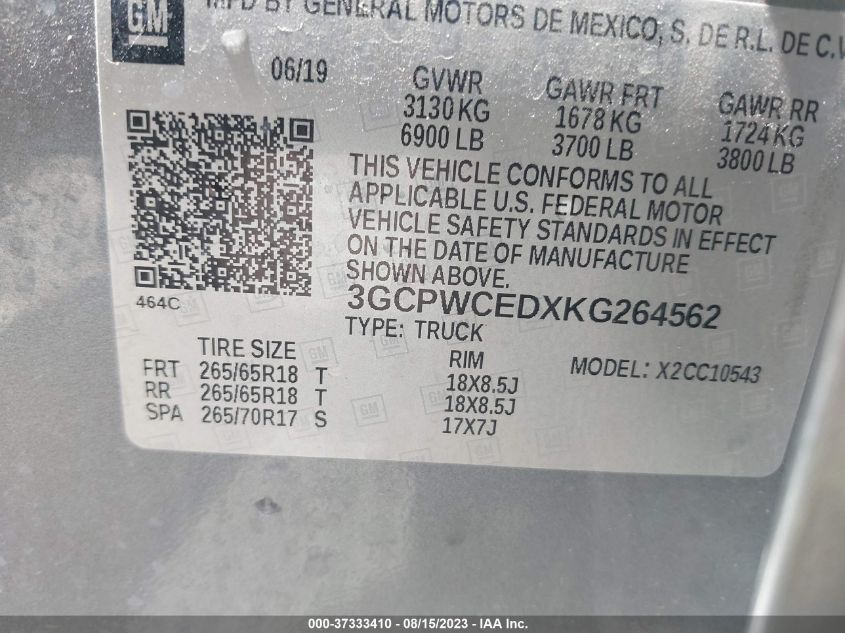 GM
MFD BY GENERAL MOTORS DE MEXICO, S. DE R.L. DE C.V
06/19
GVWR GAWR FRT GAWR RR
3130 KG 1678 KG 1724 KG
6900 LB 3700 LB 3800 LB
THIS VEHICLE CONFORMS TO ALL
APPLICABLE U.S. FEDERAL MOTOR
VEHICLE SAFETY STANDARDS IN EFFECT
ON THE DATE OF MANUFACTURE
SHOWN ABOVE.
464C
3GCPWCEDXKG264562
TYPE: TRUCK
TIRE SIZE RIM MODEL: X2CC10543
FRT 265/65R18 T 18X8.5J
RR 265/65R18 T 18X8.5J
SPA 265/70R17 S 17X7J
000-37333410 - 08/15/2023 - IAA Inc.